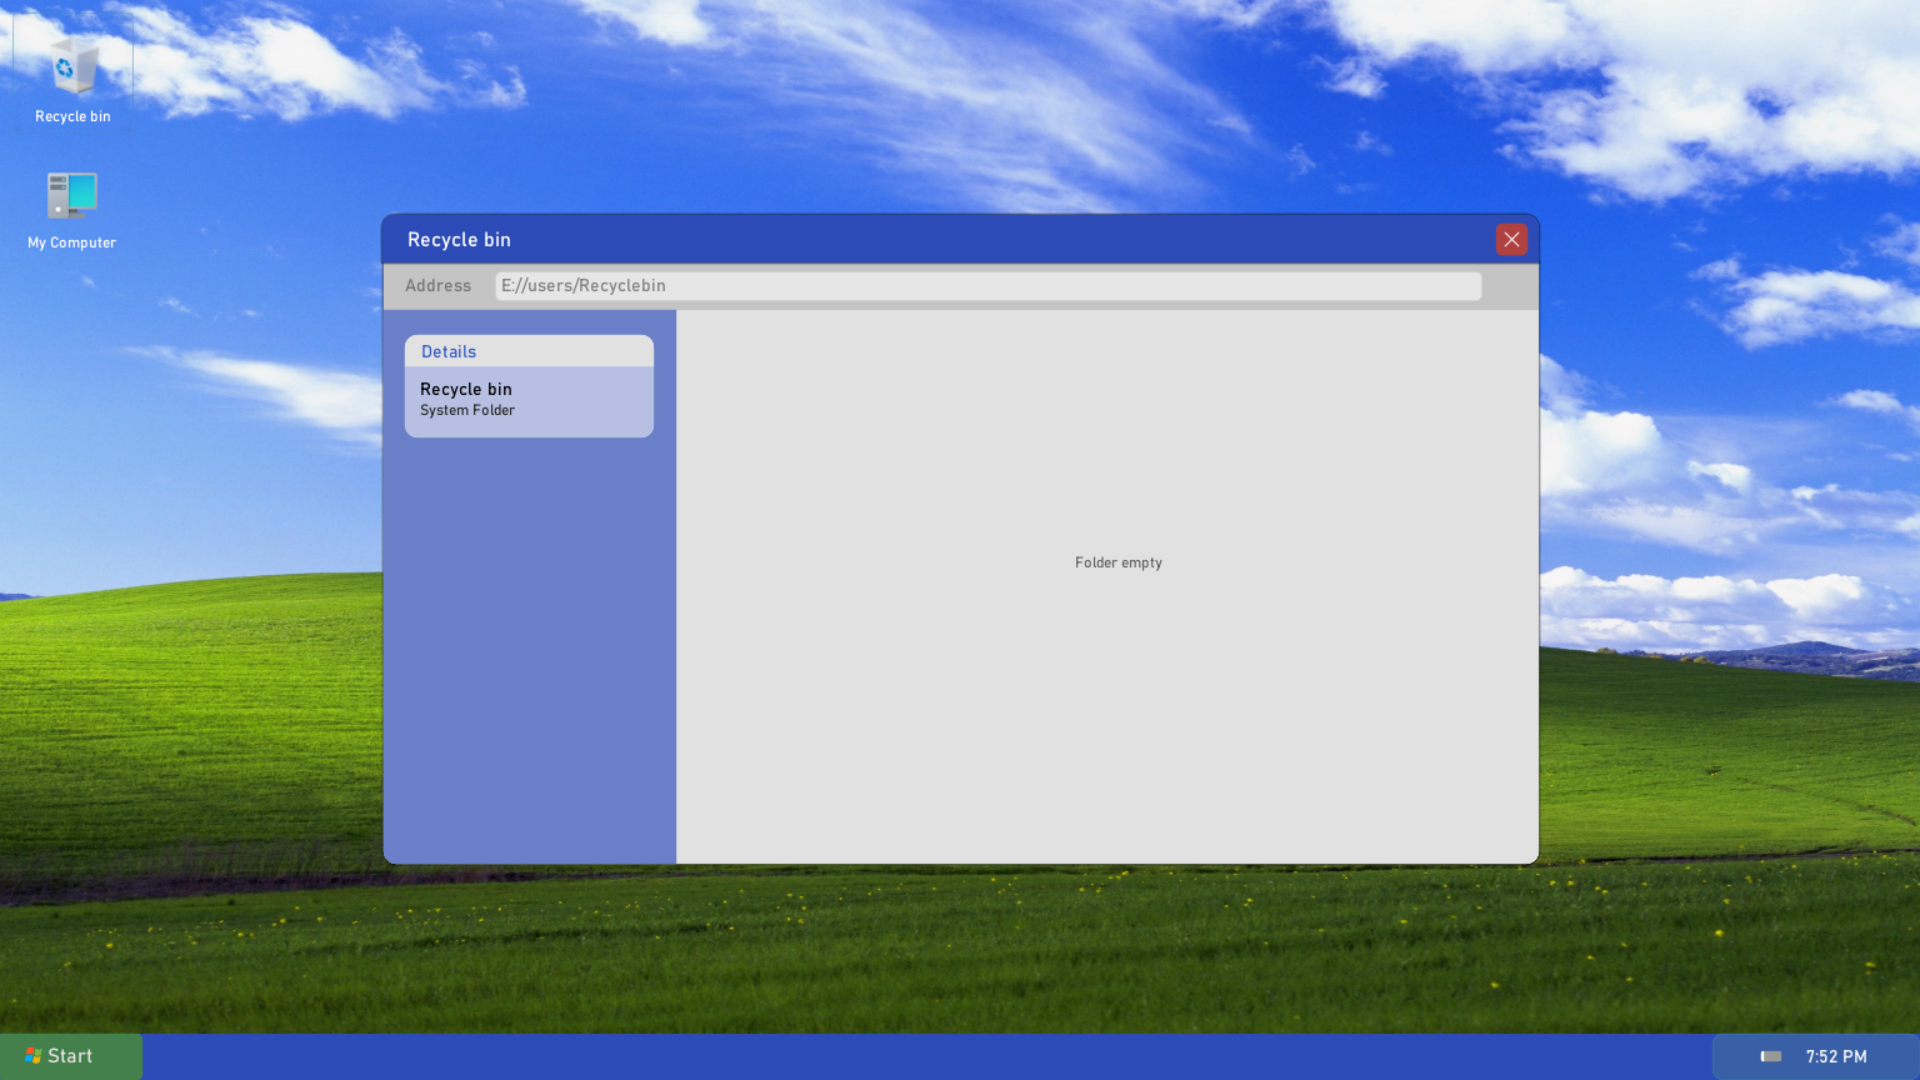 Recycle bin
My Computer
Recycle bin
Address E://users/Recyclebin
Details
Recycle bin
System Folder
Folder empty
Start
7:52 PM